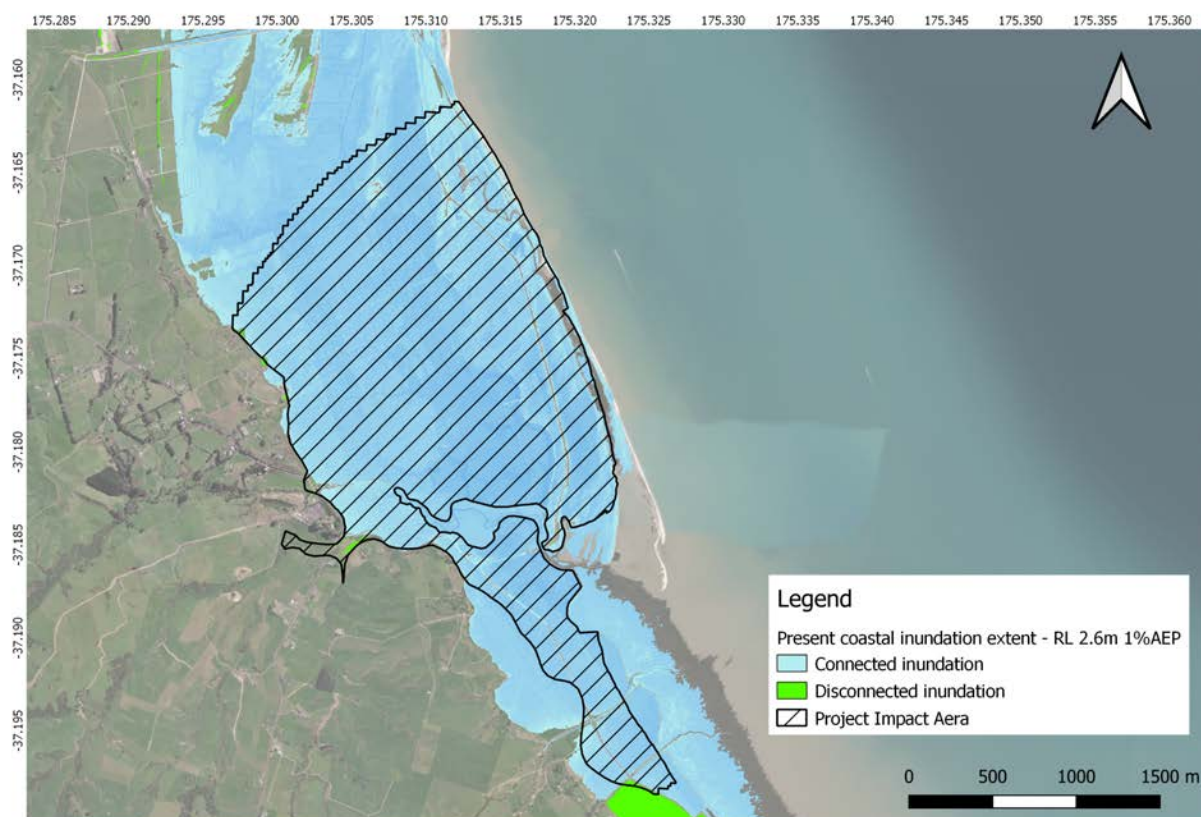 175.285 175.290 175.295 175.300 175.305 175.310 175.315 175.320 175.325 175.330 175.335 175.340 175.345 175.350 175.355 175.360
-37.160
-37.165
-37.170
-37.175
-37.180
-37.185
-37.190
-37.195
Legend
Present coastal inundation extent - RL 2.6m 1%AEP
Connected inundation
Disconnected inundation
Project Impact Aera
0 500 1000 1500 m